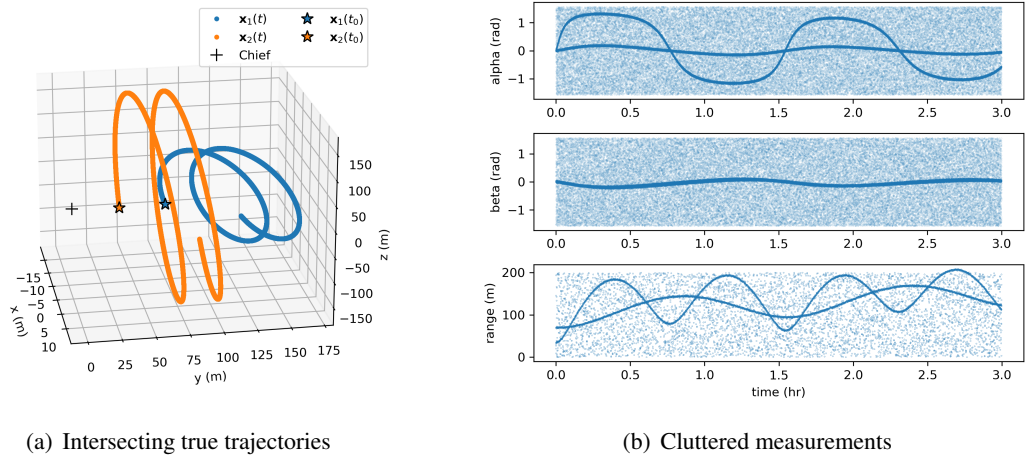 x₁(t) x₁(t₀)
x₂(t) x₂(t₀)
Chief
150
100
50
0
−50
−100
−150
z (m)
−15
−10
−5
0
5
10
x (m)
0 25 50 75 100 125 150 175
y (m)
(a) Intersecting true trajectories
1
0
−1
alpha (rad)
0.0 0.5 1.0 1.5 2.0 2.5 3.0
1
0
−1
beta (rad)
0.0 0.5 1.0 1.5 2.0 2.5 3.0
200
100
0
range (m)
0.0 0.5 1.0 1.5 2.0 2.5 3.0
time (hr)
(b) Cluttered measurements